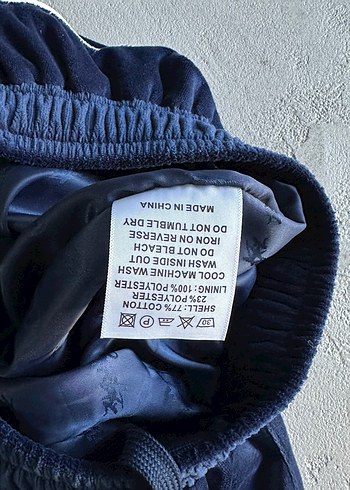 30 P
SHELL: 77% COTTON
23% POLYESTER
LINING: 100% POLYESTER
COOL MACHINE WASH
WASH INSIDE OUT
DO NOT BLEACH
IRON ON REVERSE
DO NOT TUMBLE DRY
MADE IN CHINA